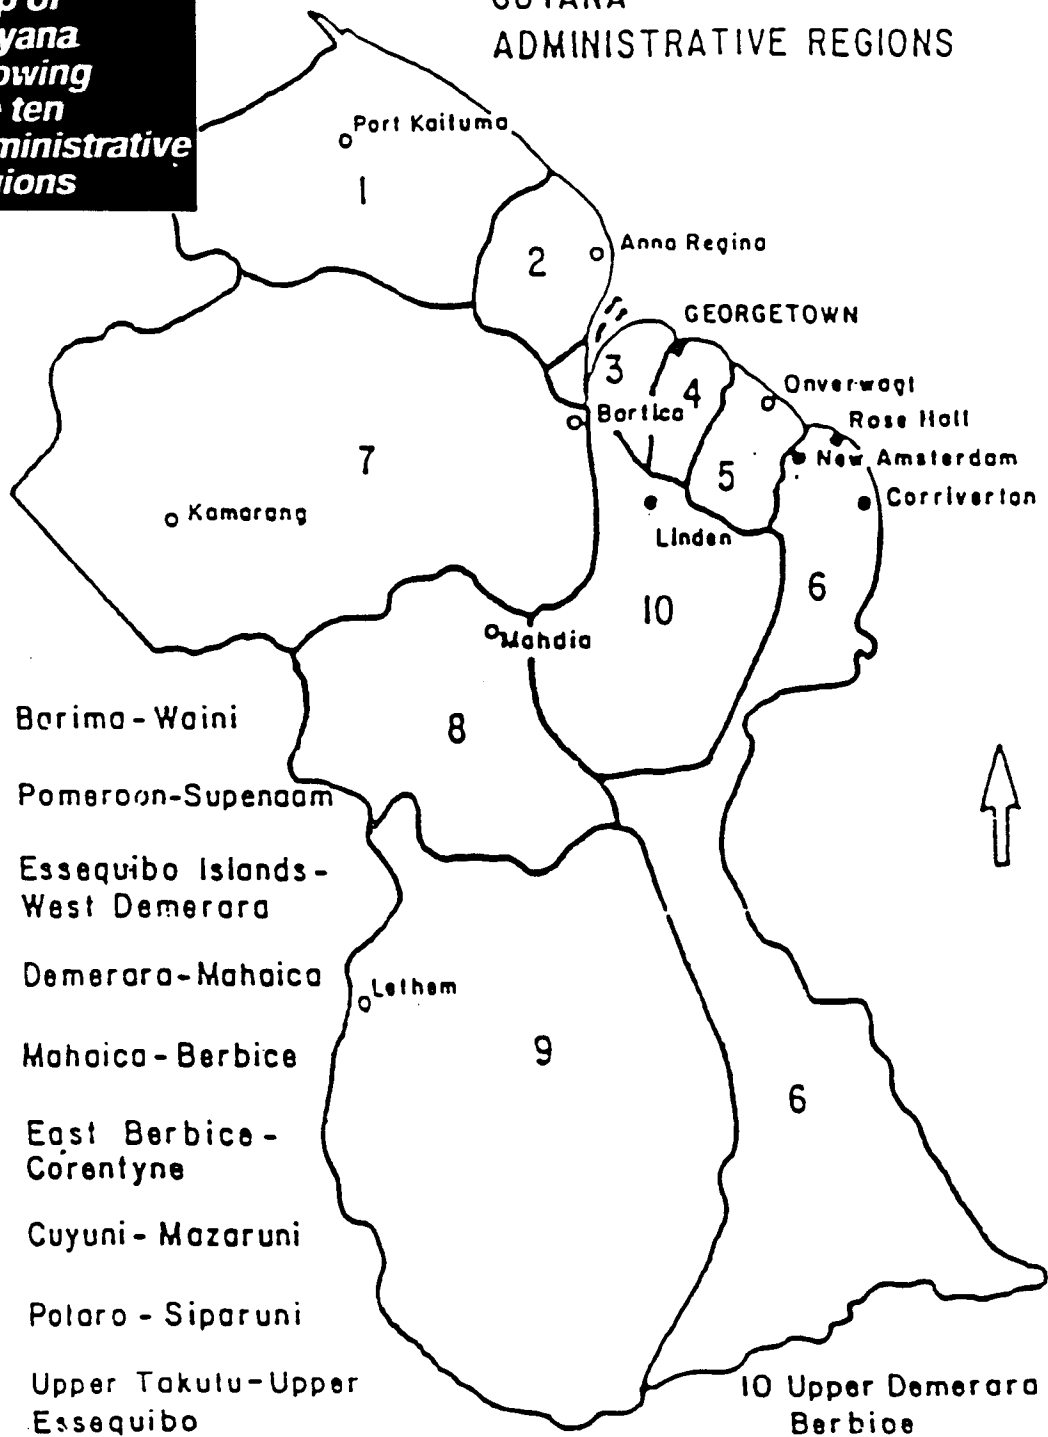 p of
yana
owing
ten
ministrative
gions
GUYANA
ADMINISTRATIVE REGIONS
Port Kaituma
1
2
Anna Regina
GEORGETOWN
3
4
Onverwagt
Bartica
Rose Hall
7
5
New Amsterdam
Kamarang
Corriverton
Linden
6
10
Mahdia
Barima-Waini
8
Pomeroon-Supenaam
Essequibo Islands-
West Demerara
Demerara-Mahaica
Lethem
Mahaica-Berbice
9
6
East Berbice-
Corentyne
Cuyuni-Mazaruni
Potaro-Siparuni
Upper Takutu-Upper
Essequibo
10 Upper Demerara
Berbice